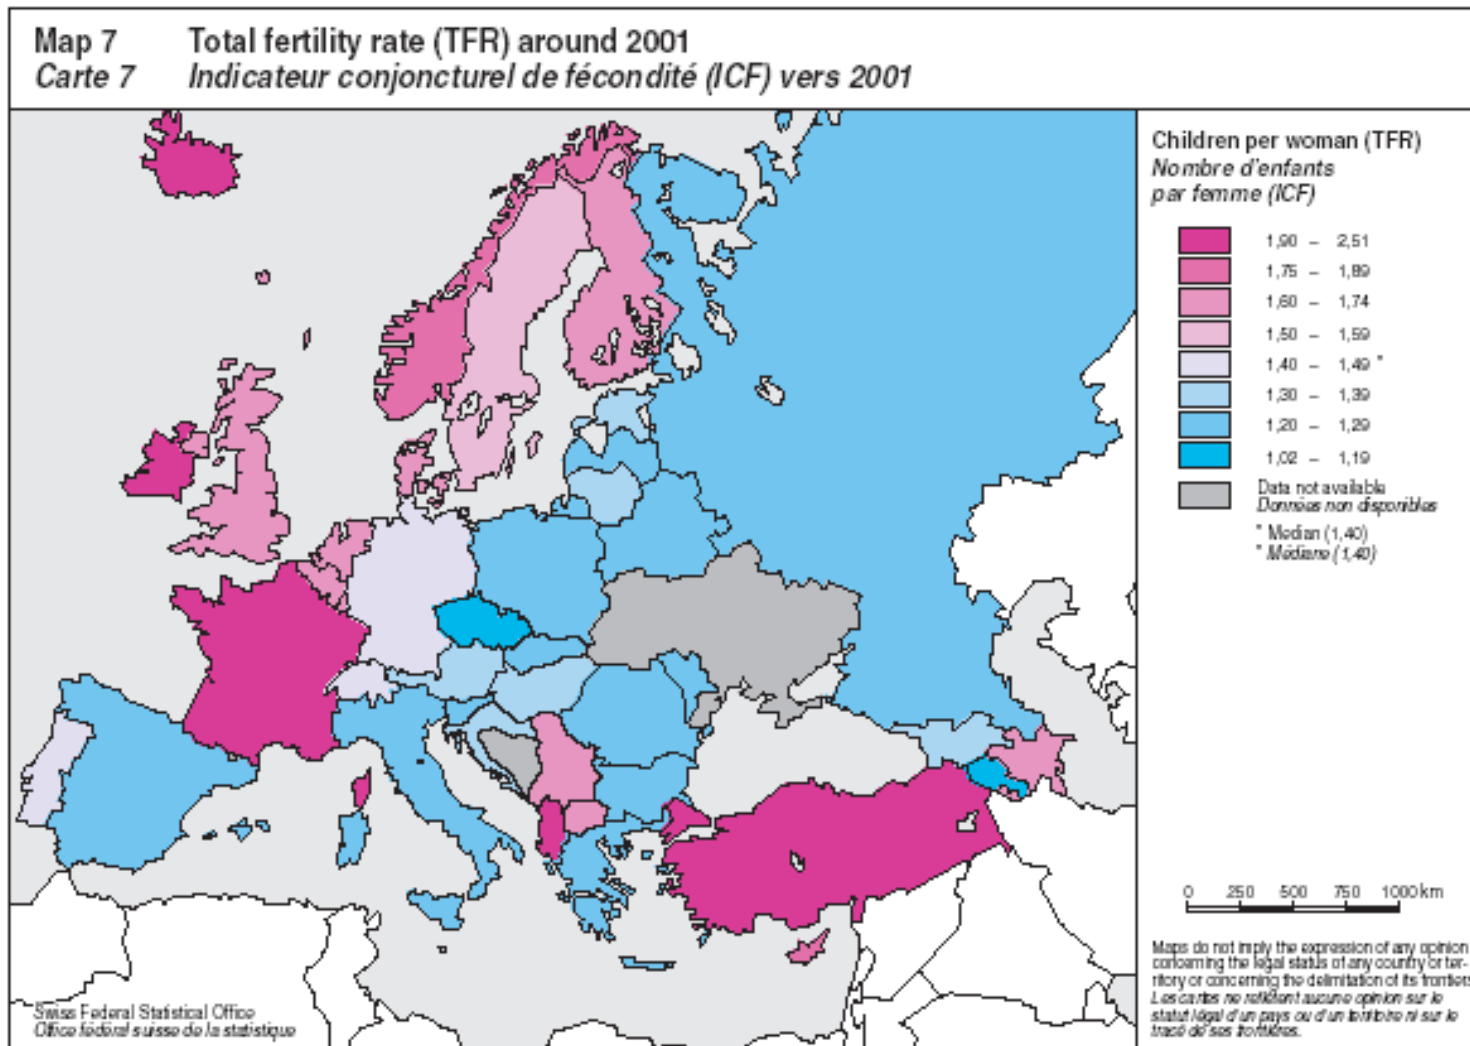 Map 7 Total fertility rate (TFR) around 2001
Carte 7 Indicateur conjoncturel de fécondité (ICF) vers 2001
Children per woman (TFR)
Nombre d'enfants
par femme (ICF)
1,90 – 2,51
1,75 – 1,89
1,60 – 1,74
1,50 – 1,59
1,40 – 1,49 *
1,30 – 1,39
1,20 – 1,29
1,02 – 1,19
Data not available
Données non disponibles
* Median (1,40)
* Médiane (1,40)
0 250 500 750 1000 km
Maps do not imply the expression of any opinion
concerning the legal status of any country or ter-
ritory or concerning the delimitation of its frontiers
Les cartes ne reflètent aucune opinion sur le
statut légal d'un pays ou d'un territoire ni sur le
tracé de ses frontières.
Swiss Federal Statistical Office
Office fédéral suisse de la statistique